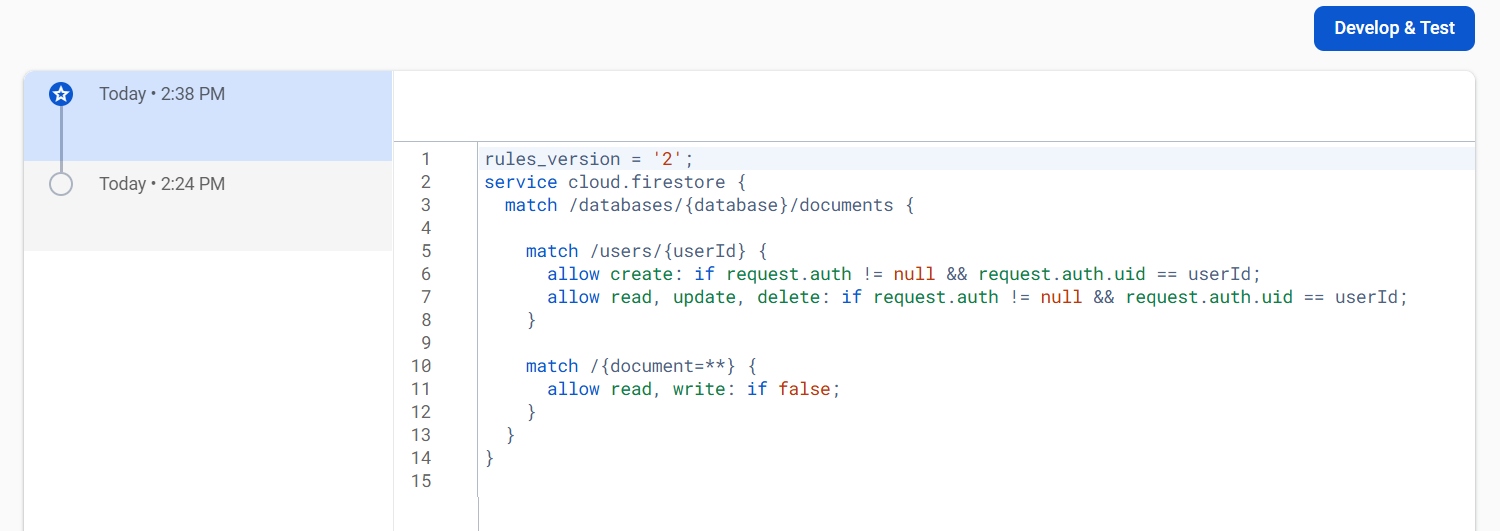 Develop & Test
Today • 2:38 PM
Today • 2:24 PM
1 rules_version = '2';
2 service cloud.firestore {
3   match /databases/{database}/documents {
4
5     match /users/{userId} {
6       allow create: if request.auth != null && request.auth.uid == userId;
7       allow read, update, delete: if request.auth != null && request.auth.uid == userId;
8     }
9
10     match /{document=**} {
11       allow read, write: if false;
12     }
13   }
14 }
15